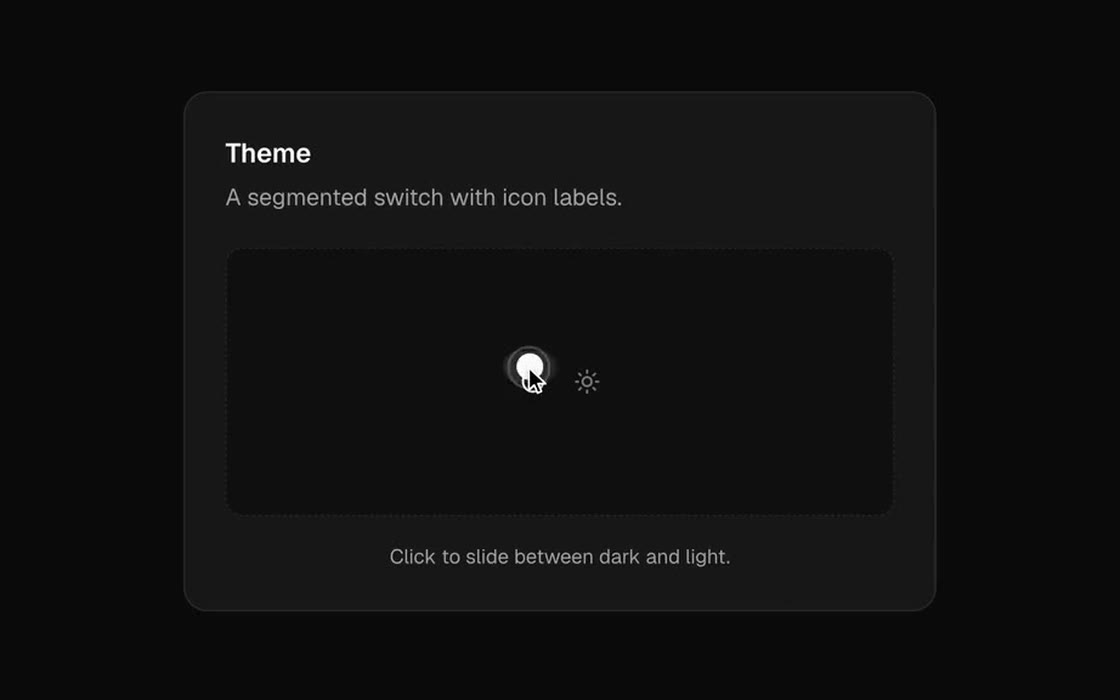 Theme
A segmented switch with icon labels.
Click to slide between dark and light.